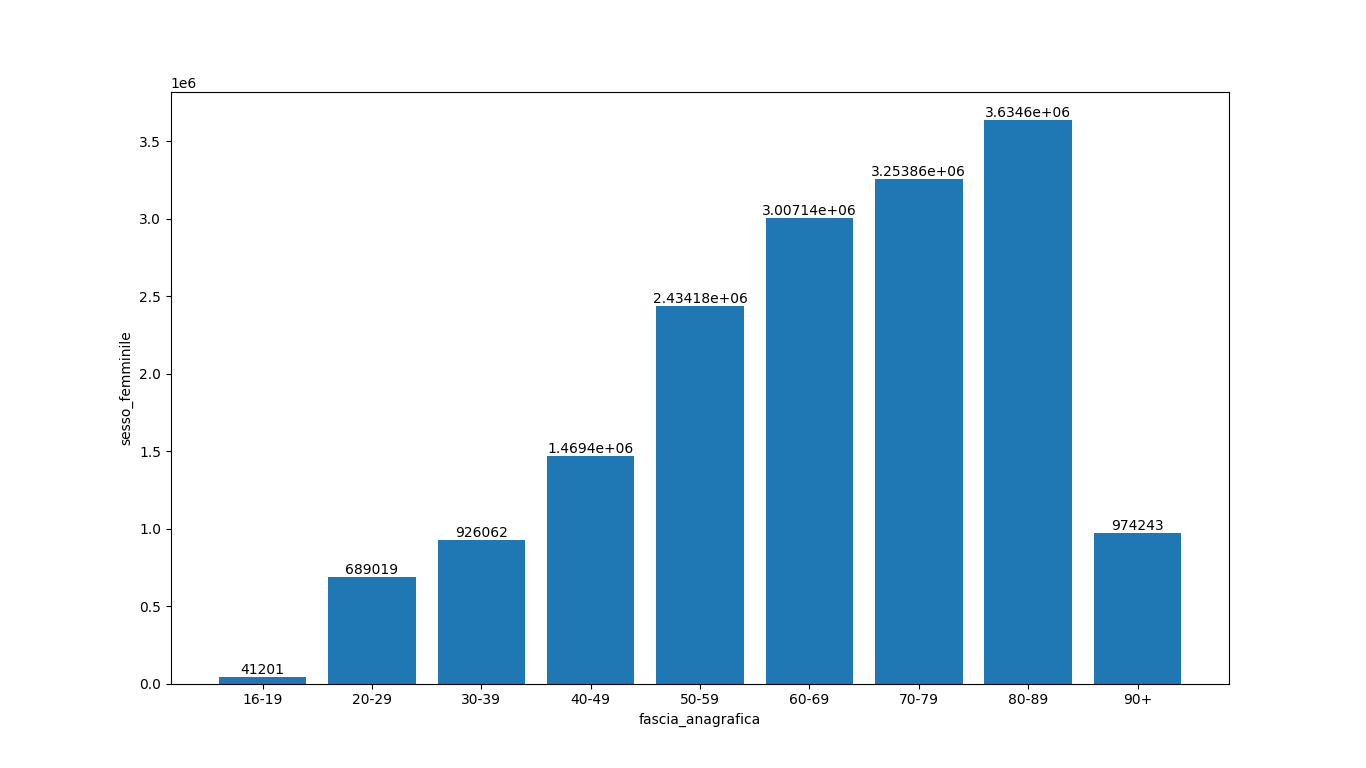 1e6
3.5
3.0
2.5
2.0
1.5
1.0
0.5
0.0
sesso_femminile
41201
689019
926062
1.4694e+06
2.43418e+06
3.00714e+06
3.25386e+06
3.6346e+06
974243
16-19 20-29 30-39 40-49 50-59 60-69 70-79 80-89 90+
fascia_anagrafica